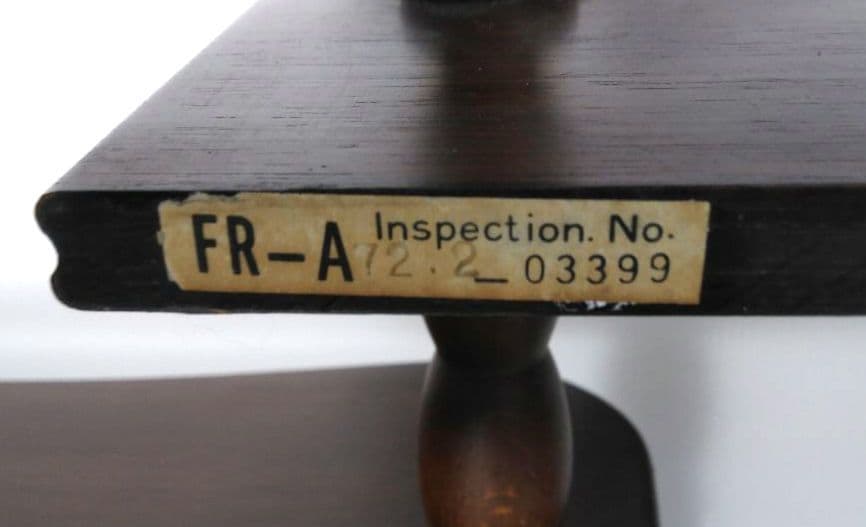 FR-A Inspection. No.
72.2_03399